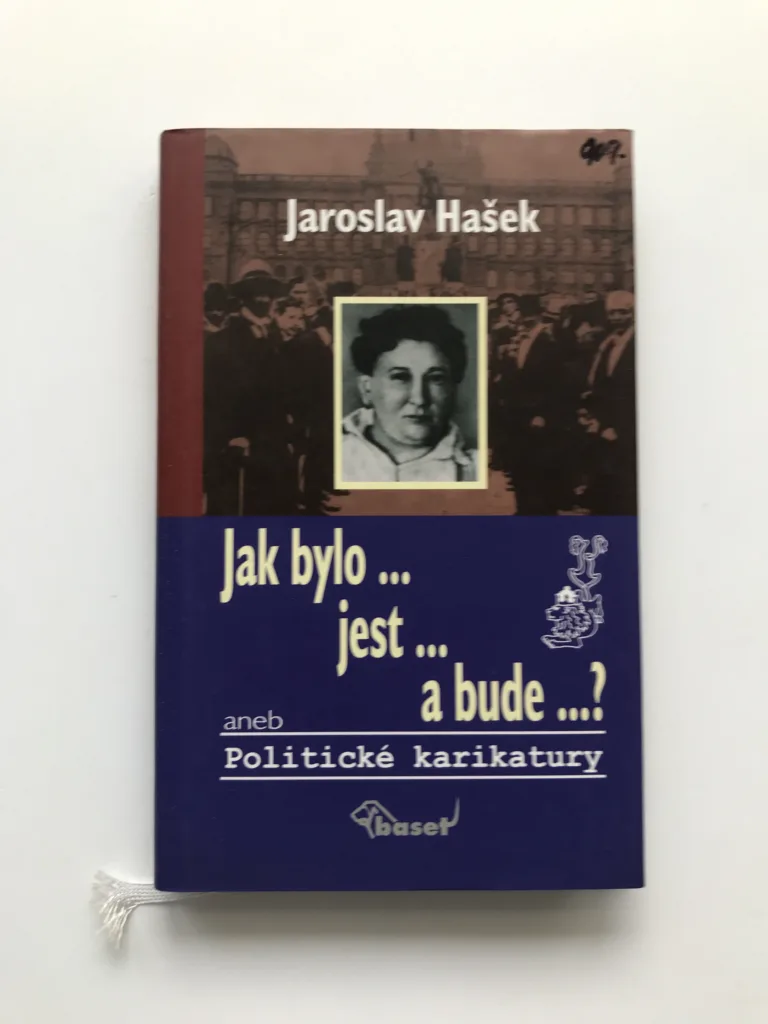 Jaroslav Hašek
Jak bylo ...
jest ...
a bude ...?
aneb
Politické karikatury
baset